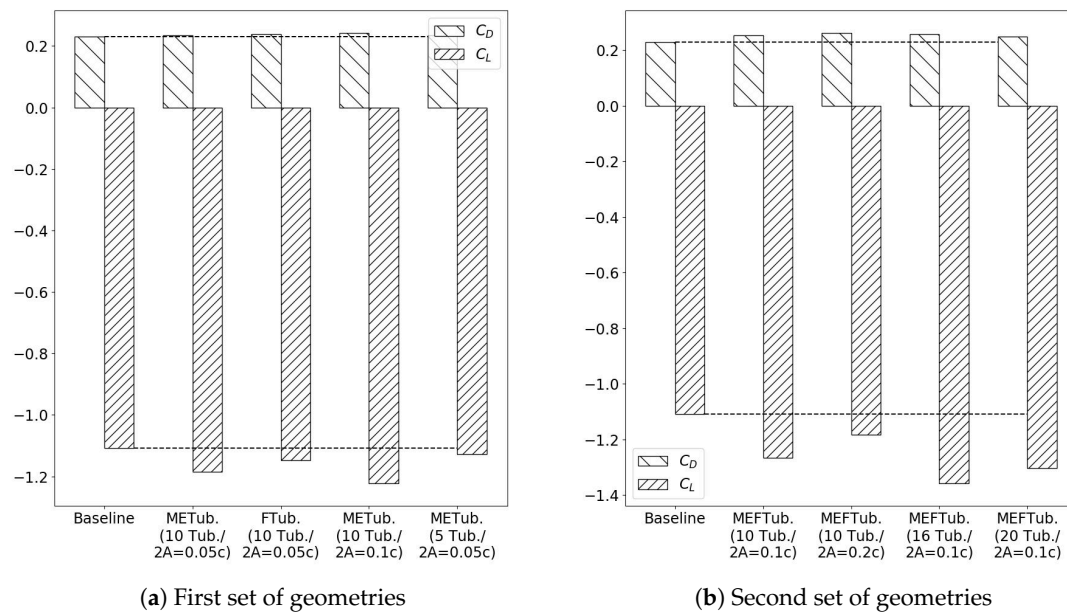 0.2
0.0
−0.2
−0.4
−0.6
−0.8
−1.0
−1.2
C_D
C_L
Baseline
METub.
(10 Tub./
2A=0.05c)
FTub.
(10 Tub./
2A=0.05c)
METub.
(10 Tub./
2A=0.1c)
METub.
(5 Tub./
2A=0.05c)
(a) First set of geometries
0.2
0.0
−0.2
−0.4
−0.6
−0.8
−1.0
−1.2
−1.4
C_D
C_L
Baseline
MEFTub.
(10 Tub./
2A=0.1c)
MEFTub.
(10 Tub./
2A=0.2c)
MEFTub.
(16 Tub./
2A=0.1c)
MEFTub.
(20 Tub./
2A=0.1c)
(b) Second set of geometries